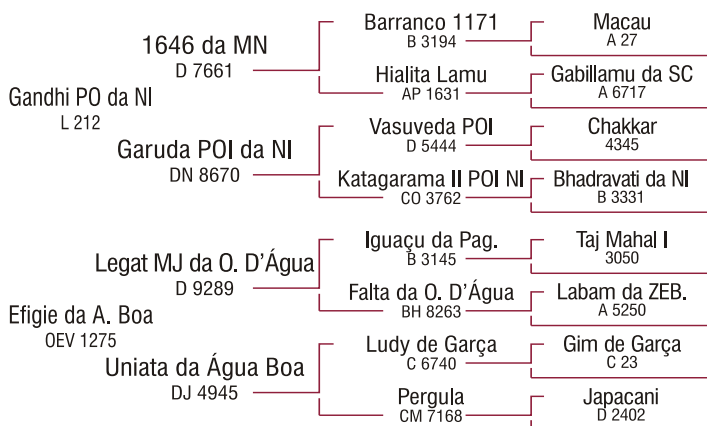 Barranco 1171
B 3194
Macau
A 27
1646 da MN
D 7661
Hialita Lamu
AP 1631
Gabillamu da SC
A 6717
Gandhi PO da NI
L 212
Vasuveda POI
D 5444
Chakkar
4345
Garuda POI da NI
DN 8670
Katagarama II POI NI
CO 3762
Bhadravati da NI
B 3331
Iguaçu da Pag.
B 3145
Taj Mahal I
3050
Legat MJ da O. D'Água
D 9289
Falta da O. D'Água
BH 8263
Labam da ZEB.
A 5250
Efigie da A. Boa
OEV 1275
Ludy de Garça
C 6740
Gim de Garça
C 23
Uniata da Água Boa
DJ 4945
Pergula
CM 7168
Japacani
D 2402